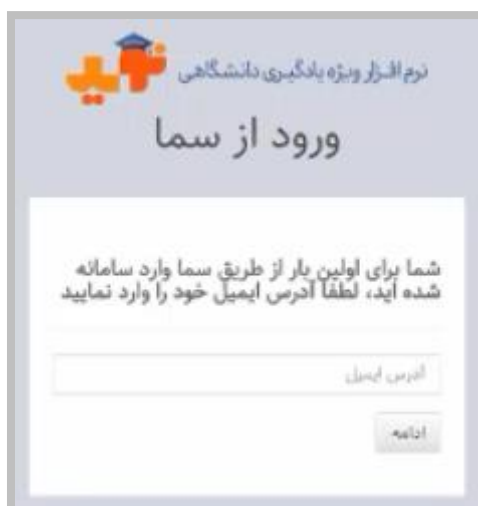 نرم افزار ویژه یادگیری دانشگاهی
نوید
ورود از سما
شما برای اولین بار از طریق سما وارد سامانه
شده اید، لطفا آدرس ایمیل خود را وارد نمایید
آدرس ایمیل
ادامه